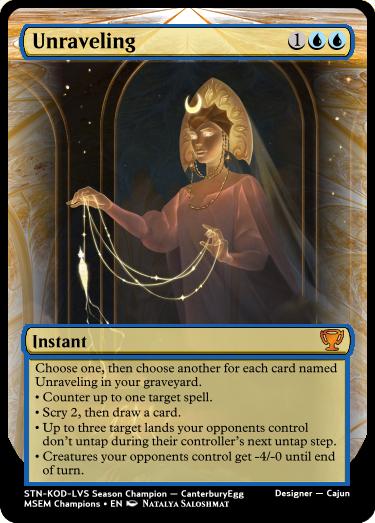 Unraveling
1
Instant
Choose one, then choose another for each card named
Unraveling in your graveyard.
• Counter up to one target spell.
• Scry 2, then draw a card.
• Up to three target lands your opponents control
don't untap during their controller's next untap step.
• Creatures your opponents control get -4/-0 until end
of turn.
STN-KOD-LVS Season Champion — CanterburyEgg
Designer — Cajun
MSEM Champions • EN Natalya Saloshmat